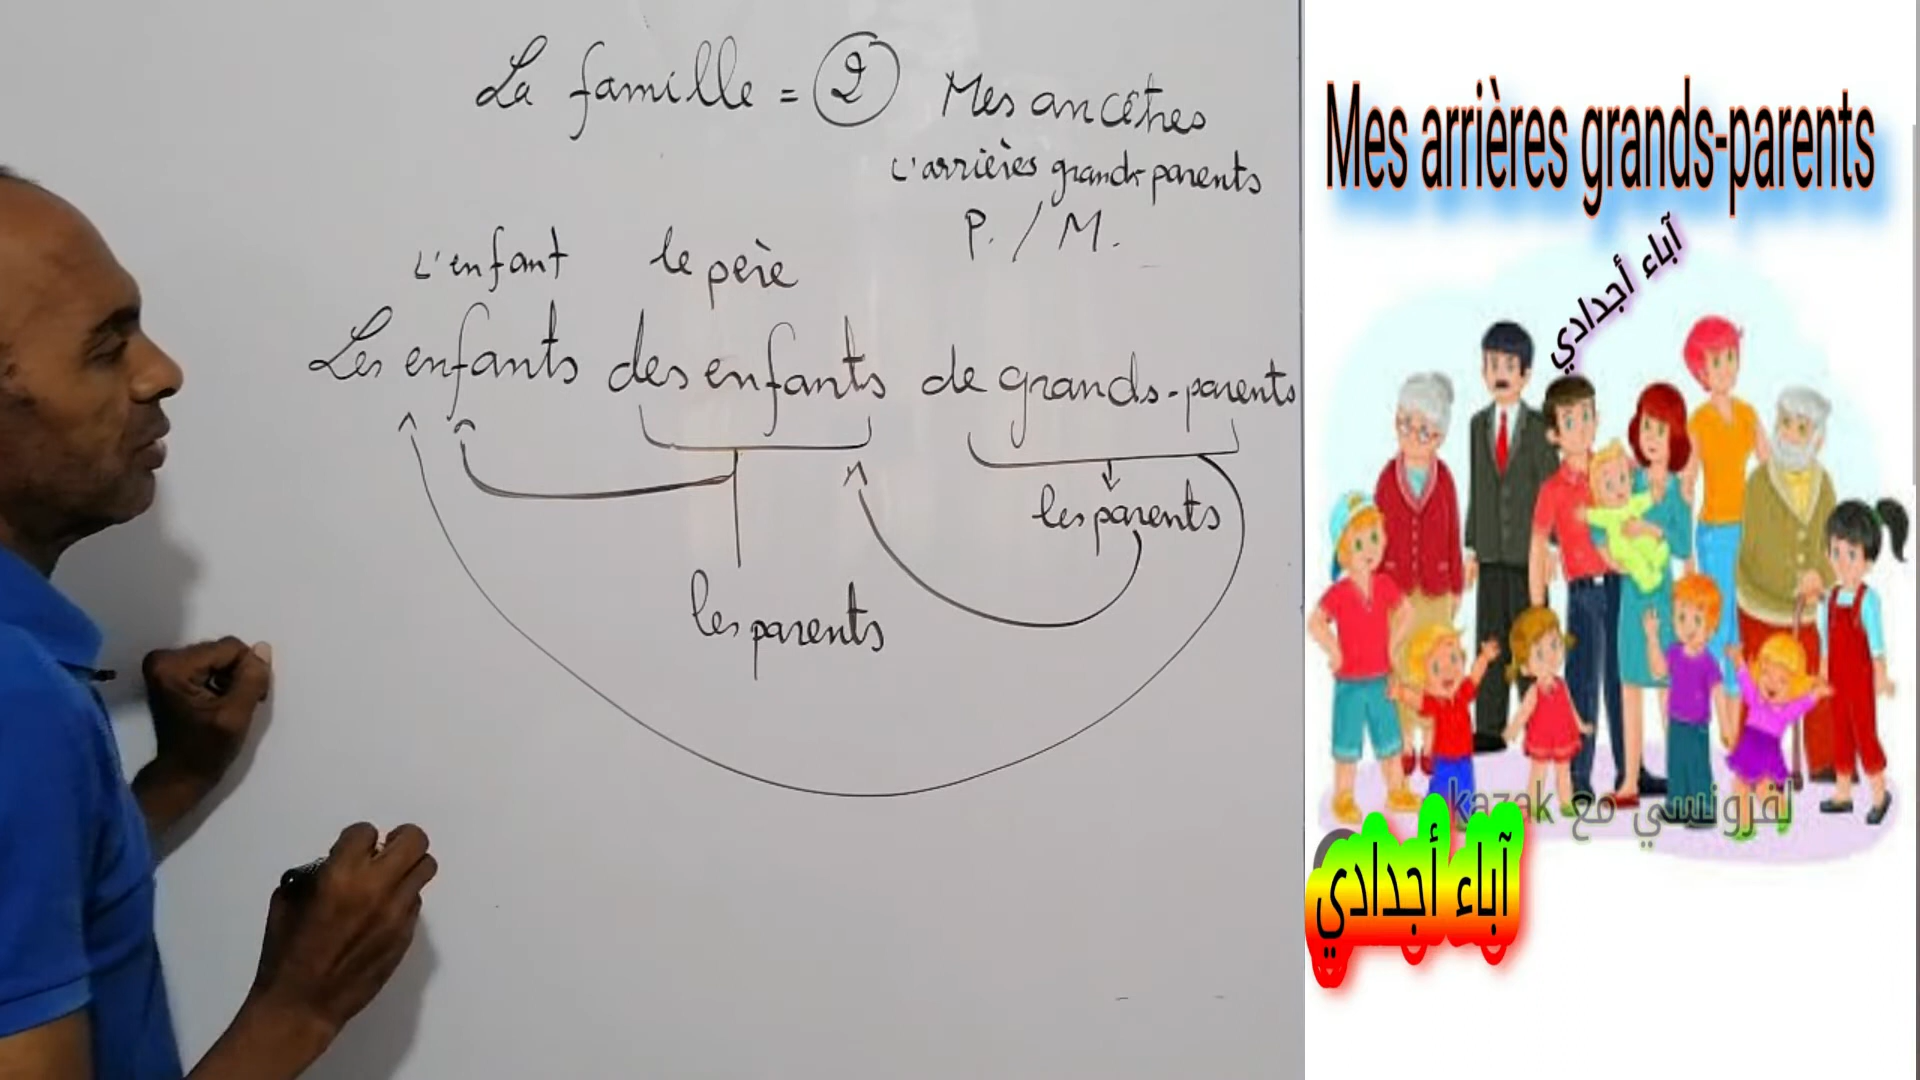 La famille = 2 Mes ancêtres
L'arrières grands-parents
P. / M.
L'enfant le père
Les enfants des enfants de grands-parents
les parents
les parents
Mes arrières grands-parents
آباء أجدادي
لفرونسي مع kazak
آباء أجدادي